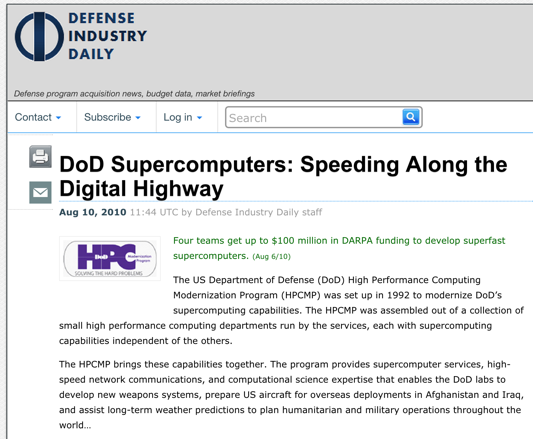 DEFENSE
INDUSTRY
DAILY
Defense program acquisition news, budget data, market briefings
Contact
Subscribe
Log in
Search
DoD Supercomputers: Speeding Along the
Digital Highway
Aug 10, 2010 11:44 UTC by Defense Industry Daily staff
DoD
HPC
Modernization
Program
SOLVING THE HARD PROBLEMS
Four teams get up to $100 million in DARPA funding to develop superfast
supercomputers. (Aug 6/10)
The US Department of Defense (DoD) High Performance Computing
Modernization Program (HPCMP) was set up in 1992 to modernize DoD's
supercomputing capabilities. The HPCMP was assembled out of a collection of
small high performance computing departments run by the services, each with supercomputing
capabilities independent of the others.
The HPCMP brings these capabilities together. The program provides supercomputer services, high-
speed network communications, and computational science expertise that enables the DoD labs to
develop new weapons systems, prepare US aircraft for overseas deployments in Afghanistan and Iraq,
and assist long-term weather predictions to plan humanitarian and military operations throughout the
world…